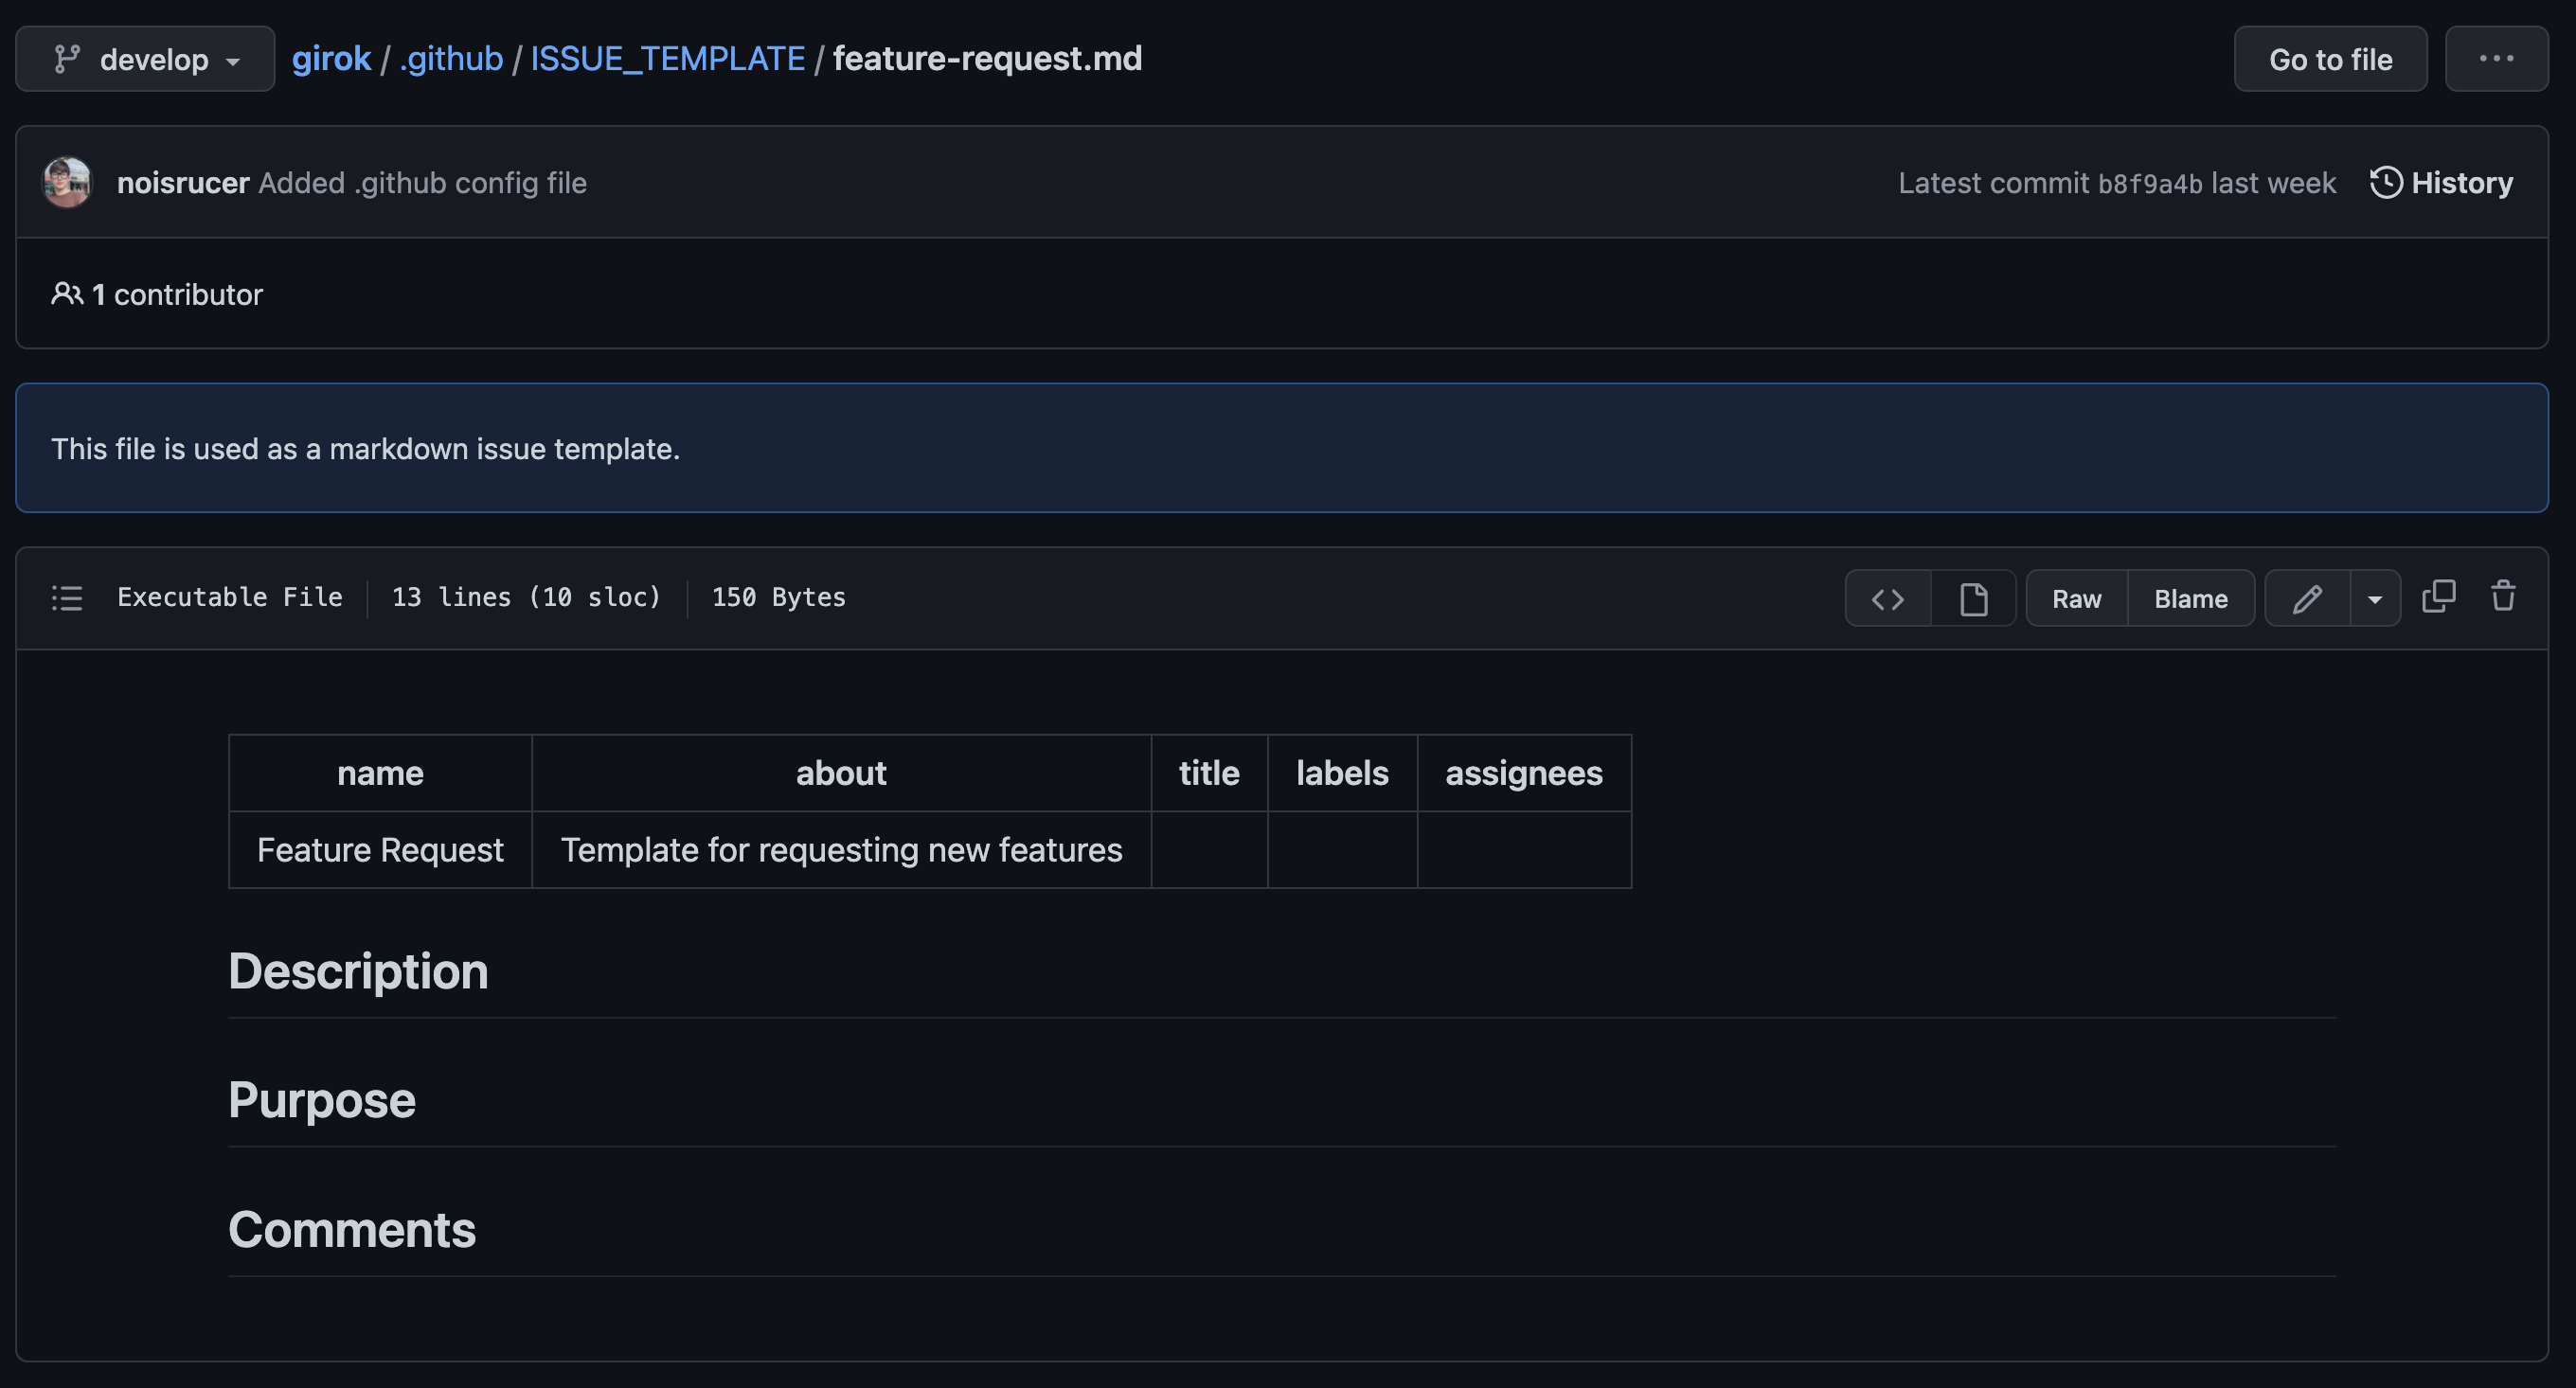 develop girok / .github / ISSUE_TEMPLATE / feature-request.md Go to file ...
noisrucer Added .github config file Latest commit b8f9a4b last week History
1 contributor
This file is used as a markdown issue template.
Executable File 13 lines (10 sloc) 150 Bytes <> Raw Blame
name about title labels assignees
Feature Request Template for requesting new features
Description
Purpose
Comments